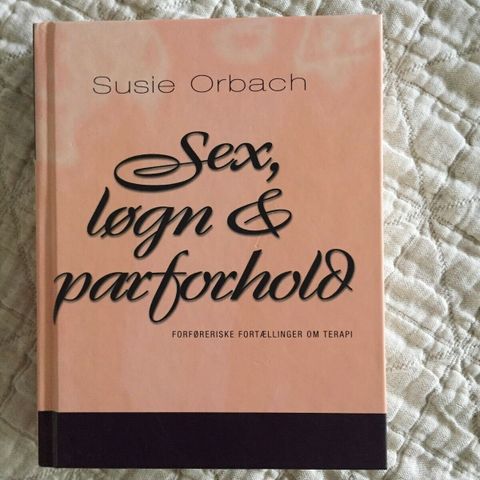 Susie Orbach
Sex,
løgn &
parforhold
FORFØRERISKE FORTÆLLINGER OM TERAPI